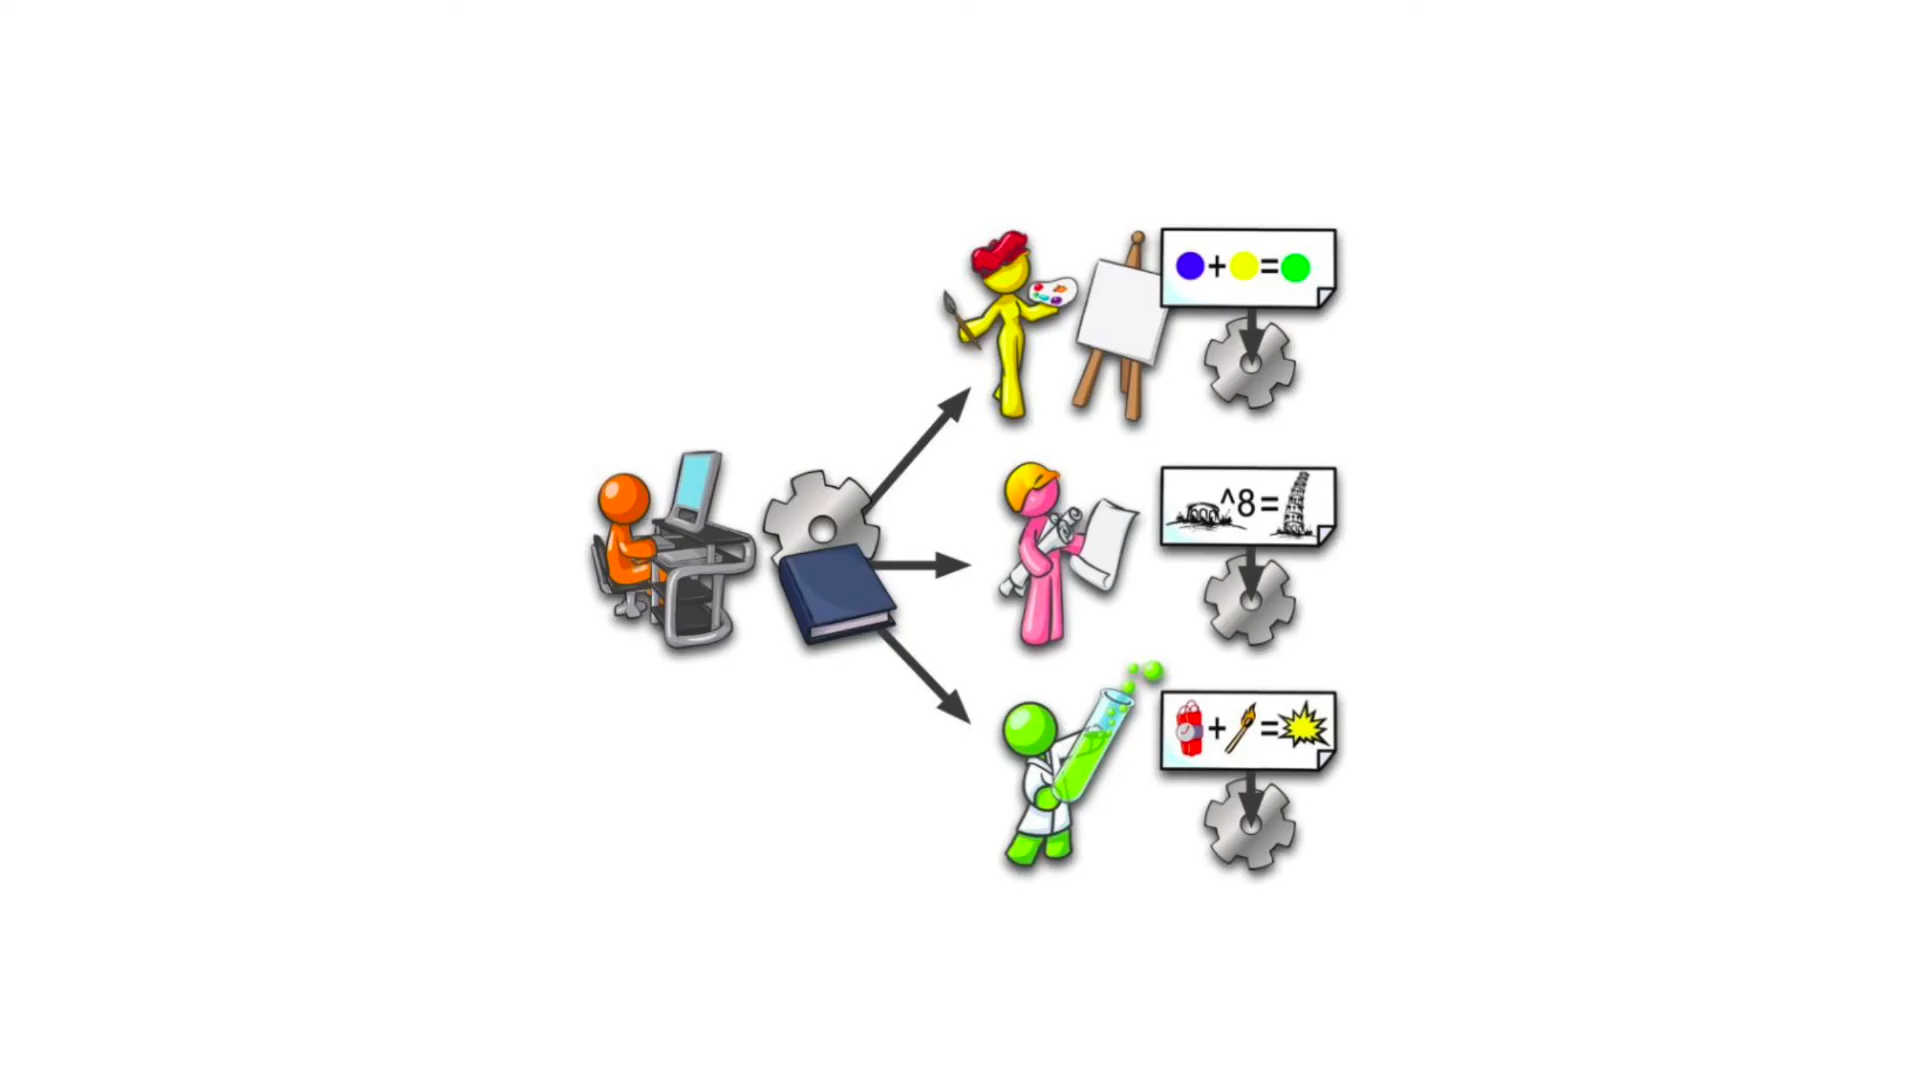 + =
^8=
+ =